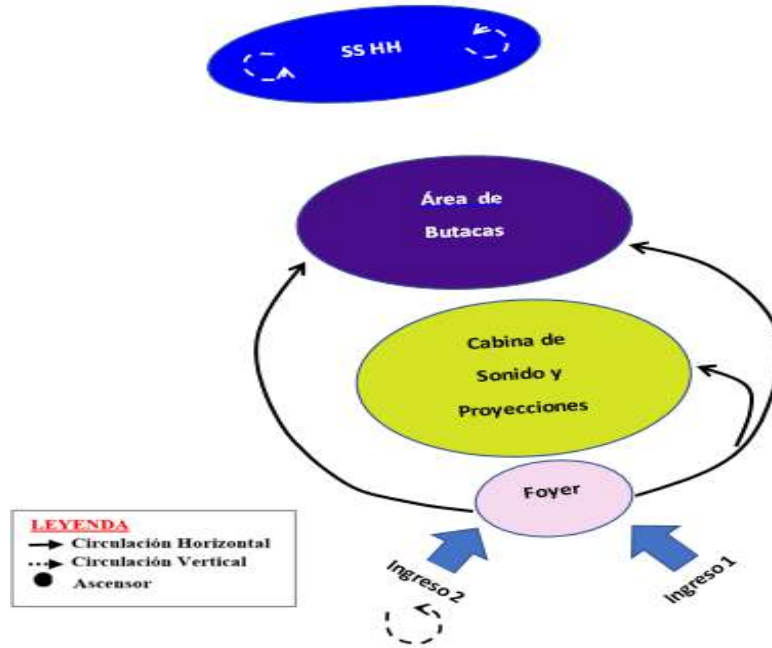 SS HH
Área de
Butacas
Cabina de
Sonido y
Proyecciones
Foyer
Ingreso 2
Ingreso 1
LEYENDA
Circulación Horizontal
Circulación Vertical
Ascensor